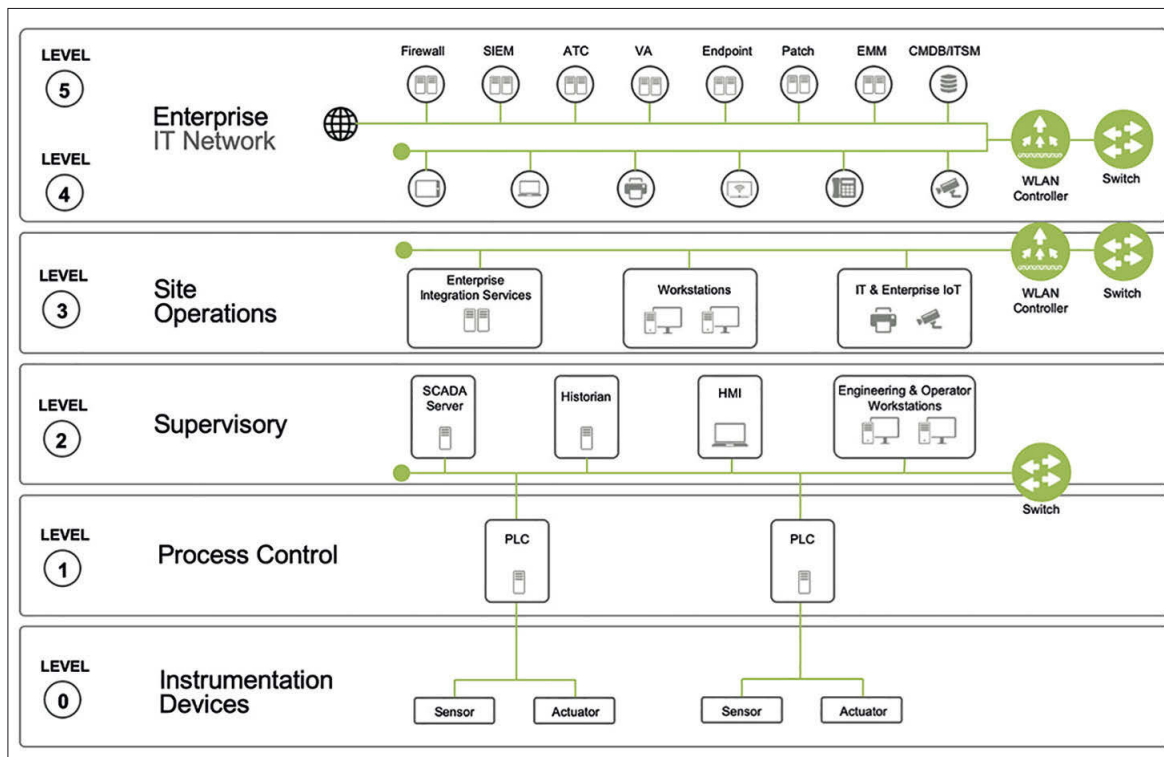 LEVEL
5
Enterprise
IT Network
LEVEL
4
Firewall
SIEM
ATC
VA
Endpoint
Patch
EMM
CMDB/ITSM
WLAN
Controller
Switch
LEVEL
3
Site
Operations
Enterprise
Integration Services
Workstations
IT & Enterprise IoT
WLAN
Controller
Switch
LEVEL
2
Supervisory
SCADA
Server
Historian
HMI
Engineering & Operator
Workstations
Switch
LEVEL
1
Process Control
PLC
PLC
LEVEL
0
Instrumentation
Devices
Sensor
Actuator
Sensor
Actuator